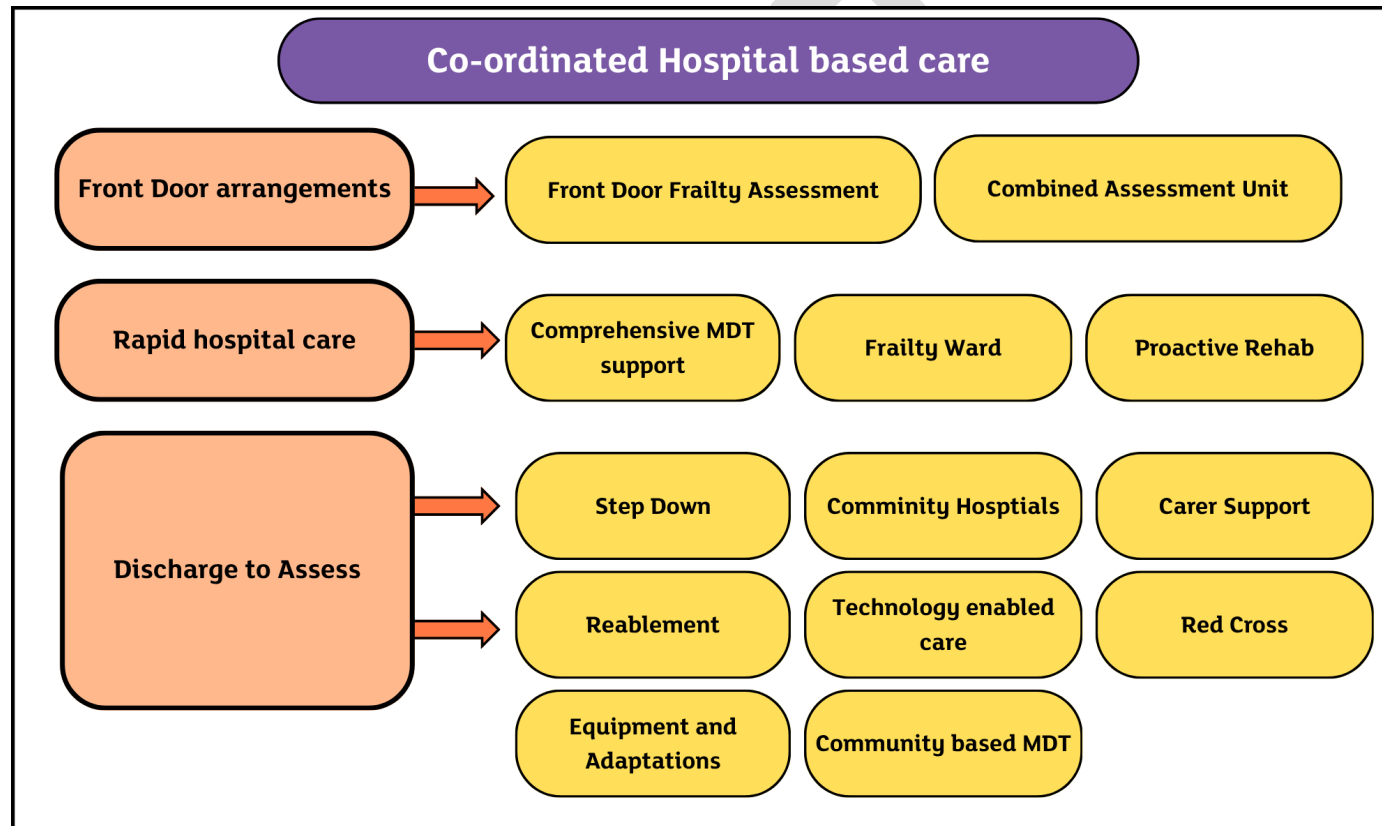 Co-ordinated Hospital based care
Front Door arrangements
Front Door Frailty Assessment
Combined Assessment Unit
Rapid hospital care
Comprehensive MDT
support
Frailty Ward
Proactive Rehab
Discharge to Assess
Step Down
Comminity Hosptials
Carer Support
Reablement
Technology enabled
care
Red Cross
Equipment and
Adaptations
Community based MDT